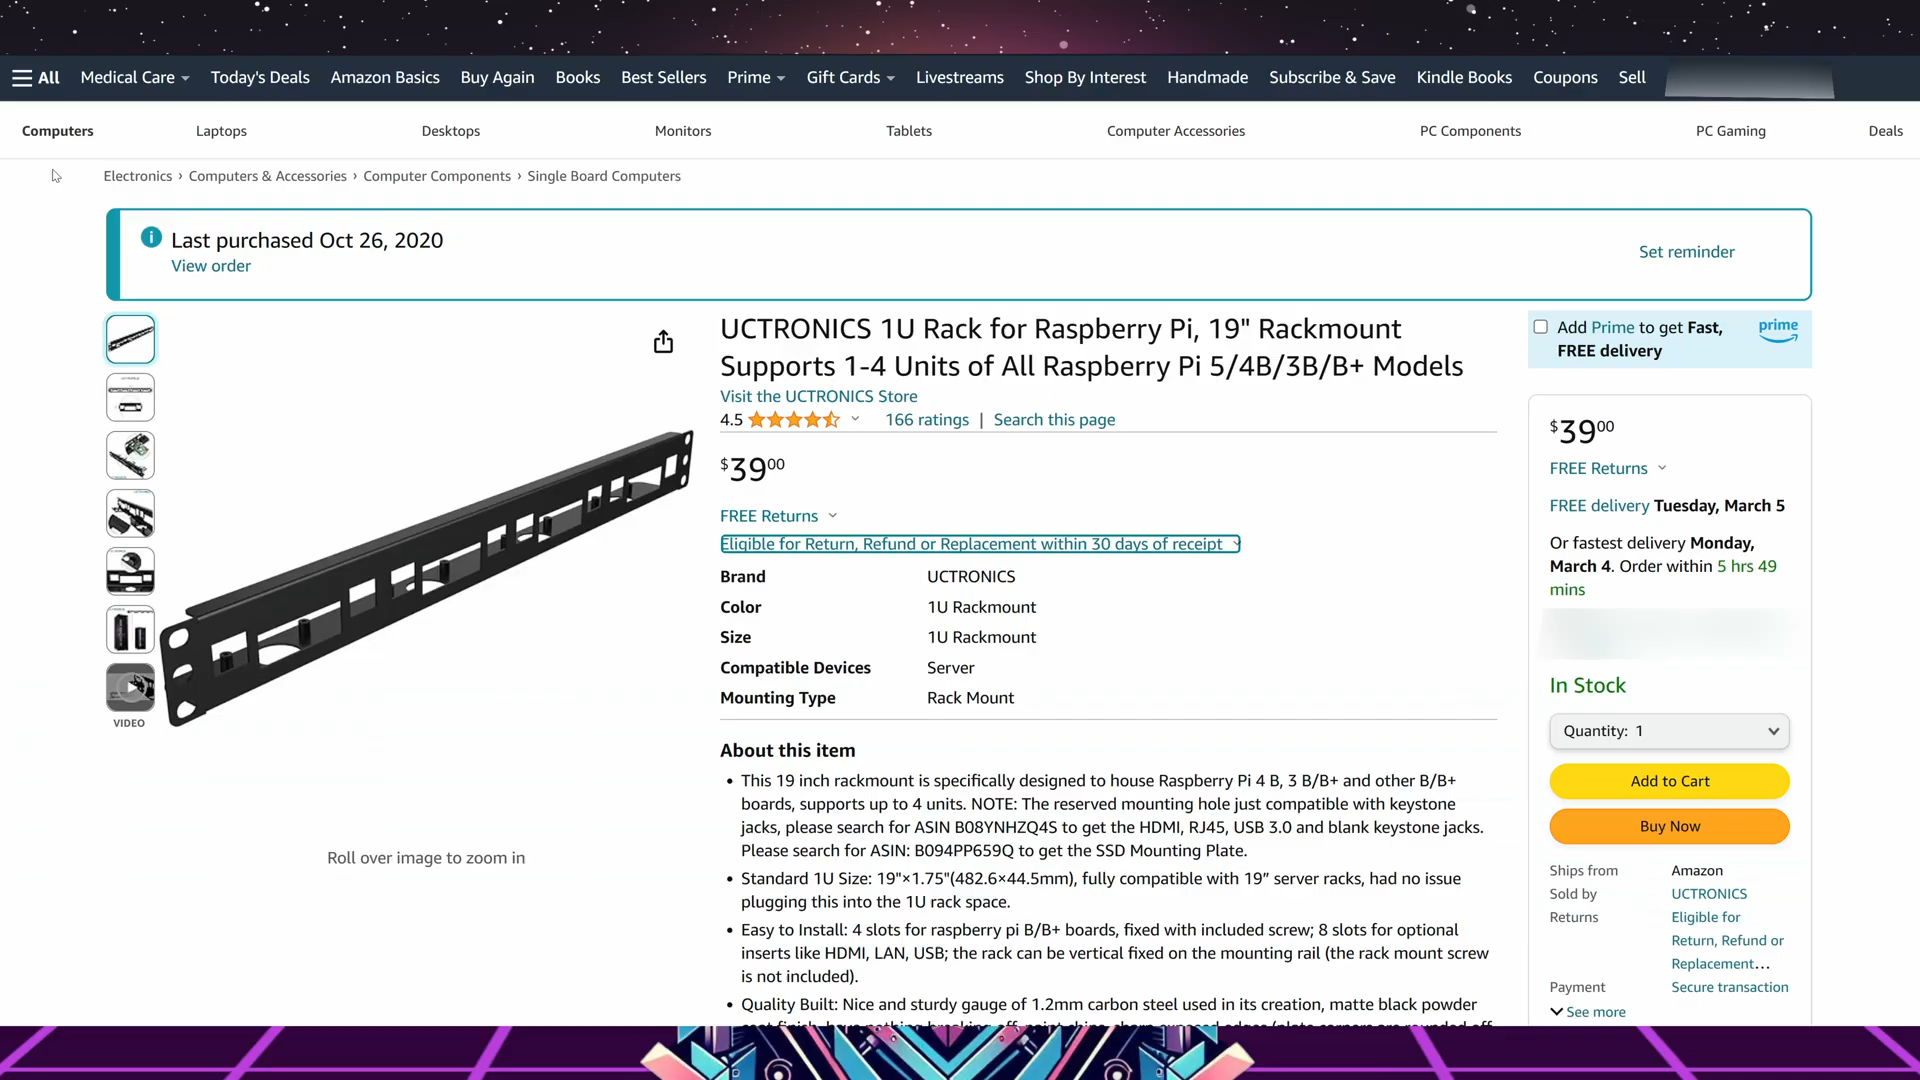 All Medical Care Today's Deals Amazon Basics Buy Again Books Best Sellers Prime Gift Cards Livestreams Shop By Interest Handmade Subscribe & Save Kindle Books Coupons Sell
Computers Laptops Desktops Monitors Tablets Computer Accessories PC Components PC Gaming Deals
Electronics › Computers & Accessories › Computer Components › Single Board Computers
Last purchased Oct 26, 2020
View order
Set reminder
UCTRONICS 1U Rack for Raspberry Pi, 19" Rackmount
Supports 1-4 Units of All Raspberry Pi 5/4B/3B/B+ Models
Visit the UCTRONICS Store
4.5 166 ratings | Search this page
$3900
FREE Returns
Eligible for Return, Refund or Replacement within 30 days of receipt
Brand UCTRONICS
Color 1U Rackmount
Size 1U Rackmount
Compatible Devices Server
Mounting Type Rack Mount
About this item
• This 19 inch rackmount is specifically designed to house Raspberry Pi 4 B, 3 B/B+ and other B/B+
boards, supports up to 4 units. NOTE: The reserved mounting hole just compatible with keystone
jacks, please search for ASIN B08YNHZQ4S to get the HDMI, RJ45, USB 3.0 and blank keystone jacks.
Please search for ASIN: B094PP659Q to get the SSD Mounting Plate.
• Standard 1U Size: 19"×1.75"(482.6×44.5mm), fully compatible with 19” server racks, had no issue
plugging this into the 1U rack space.
• Easy to Install: 4 slots for raspberry pi B/B+ boards, fixed with included screw; 8 slots for optional
inserts like HDMI, LAN, USB; the rack can be vertical fixed on the mounting rail (the rack mount screw
is not included).
• Quality Built: Nice and sturdy gauge of 1.2mm carbon steel used in its creation, matte black powder
VIDEO
Roll over image to zoom in
Add Prime to get Fast,
FREE delivery
prime
$3900
FREE Returns
FREE delivery Tuesday, March 5
Or fastest delivery Monday,
March 4. Order within 5 hrs 49
mins
In Stock
Quantity: 1
Add to Cart
Buy Now
Ships from Amazon
Sold by UCTRONICS
Returns Eligible for
Return, Refund or
Replacement…
Payment Secure transaction
See more